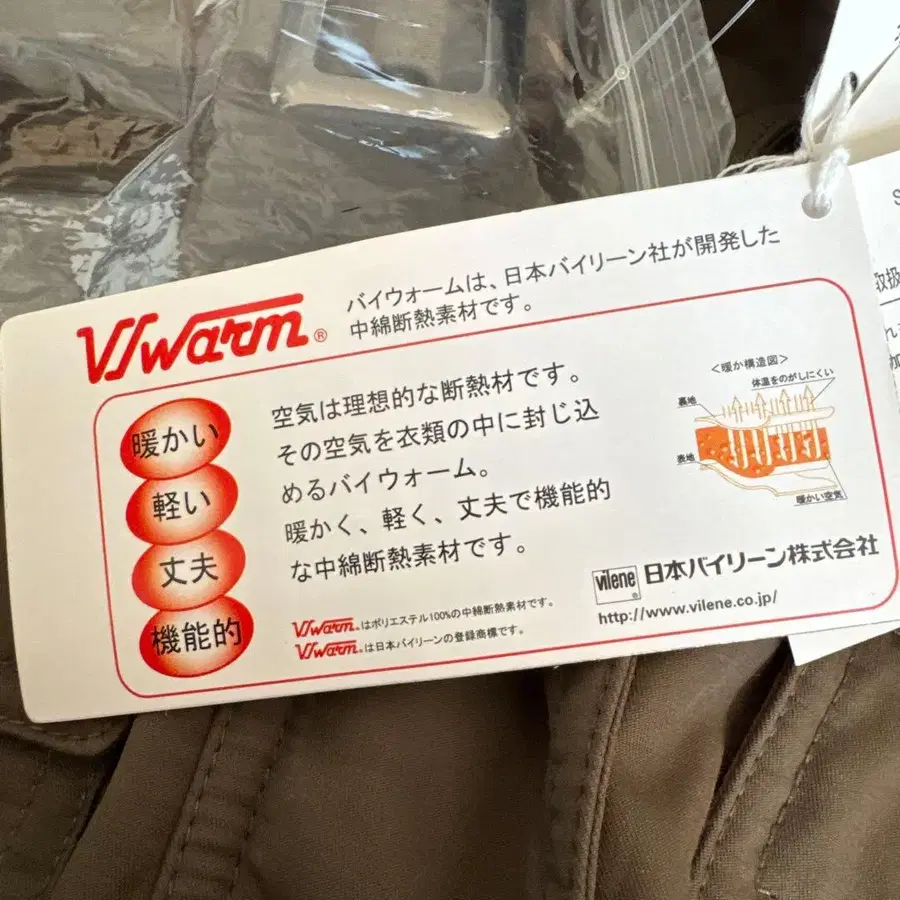 VIwarm®
バイウォームは、日本バイリーン社が開発した
中綿断熱素材です。
暖かい
軽い
丈夫
機能的
空気は理想的な断熱材です。
その空気を衣類の中に封じ込
めるバイウォーム。
暖かく、軽く、丈夫で機能的
な中綿断熱素材です。
VIwarm®はポリエステル100%の中綿断熱素材です。
VIwarm®は日本バイリーンの登録商標です。
<暖か構造図>
体温をのがしにくい
裏地
表地
暖かい空気
vilene® 日本バイリーン株式会社
http://www.vilene.co.jp/
S
取扱